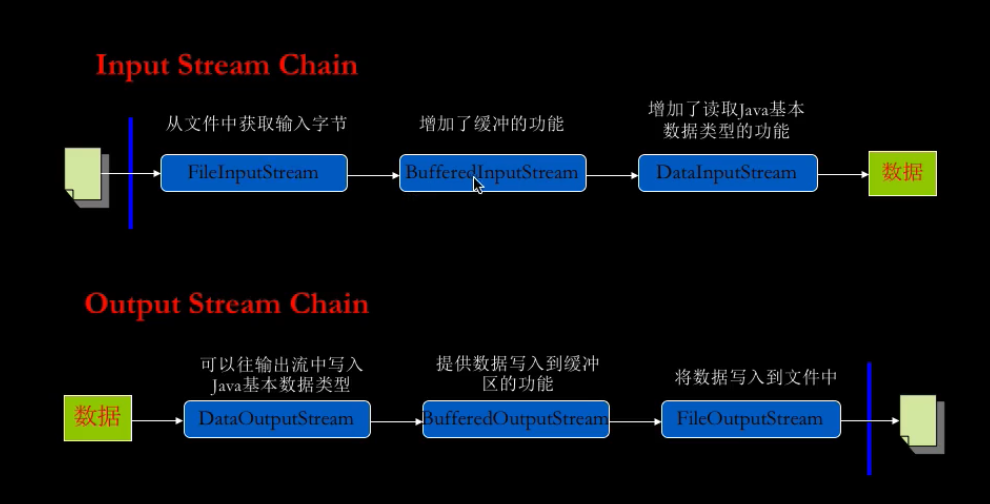 Input Stream Chain
从文件中获取输入字节
增加了缓冲的功能
增加了读取Java基本
数据类型的功能
FileInputStream
BufferedInputStream
DataInputStream
数据
Output Stream Chain
可以往输出流中写入
Java基本数据类型
提供数据写入到缓冲
区的功能
将数据写入到文件中
数据
DataOutputStream
BufferedOutputStream
FileOutputStream